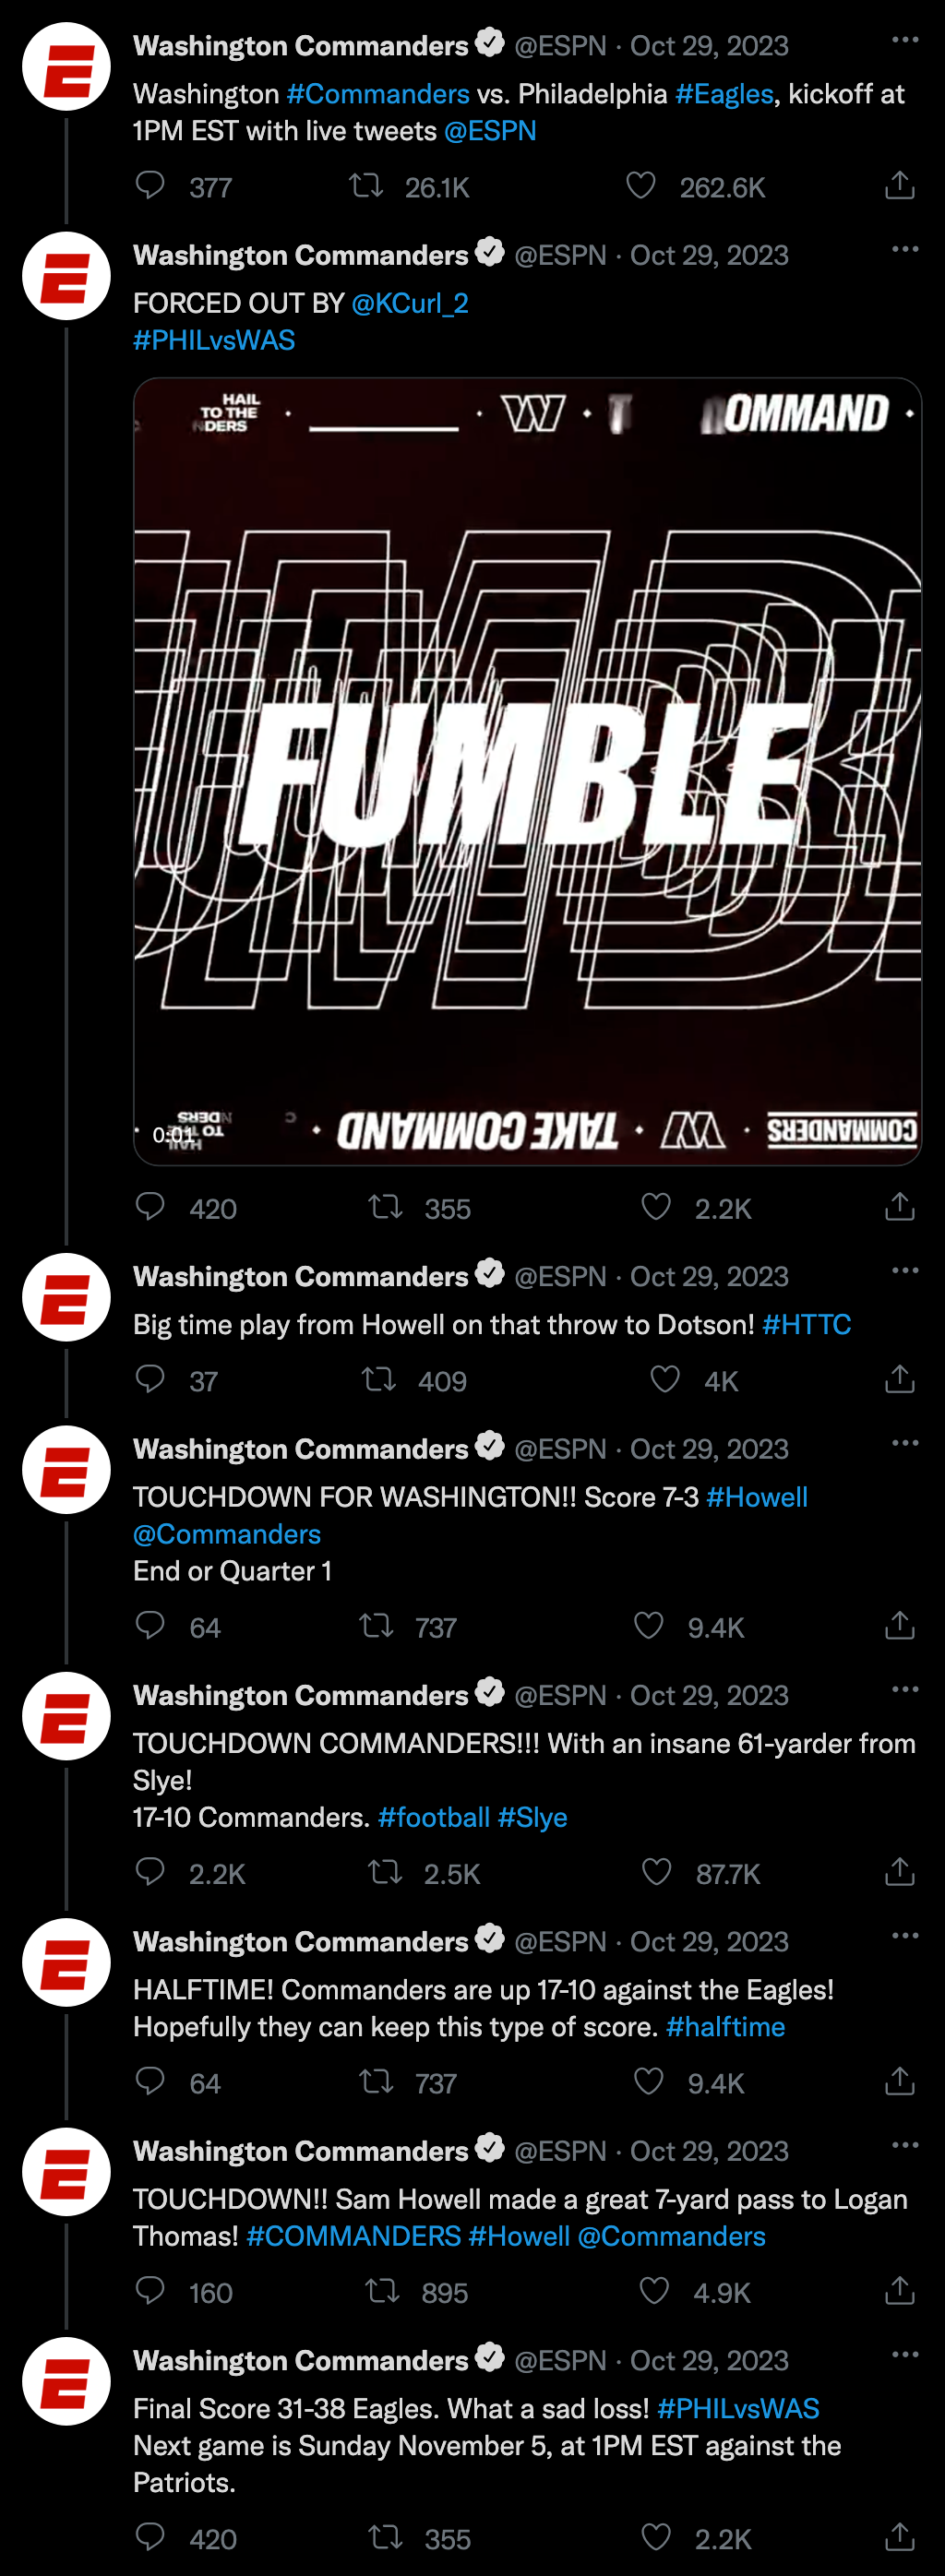 Washington Commanders @ESPN · Oct 29, 2023
Washington #Commanders vs. Philadelphia #Eagles, kickoff at
1PM EST with live tweets @ESPN
377 26.1K 262.6K
Washington Commanders @ESPN · Oct 29, 2023
FORCED OUT BY @KCurl_2
#PHILvsWAS
HAIL
TO THE
NDERS
· W · T OMMAND ·
FUMBLE
0:01
HAIL
TO THE
NDERS
C · TAKE COMMAND · W · COMMANDERS
420 355 2.2K
Washington Commanders @ESPN · Oct 29, 2023
Big time play from Howell on that throw to Dotson! #HTTC
37 409 4K
Washington Commanders @ESPN · Oct 29, 2023
TOUCHDOWN FOR WASHINGTON!! Score 7-3 #Howell
@Commanders
End or Quarter 1
64 737 9.4K
Washington Commanders @ESPN · Oct 29, 2023
TOUCHDOWN COMMANDERS!!! With an insane 61-yarder from
Slye!
17-10 Commanders. #football #Slye
2.2K 2.5K 87.7K
Washington Commanders @ESPN · Oct 29, 2023
HALFTIME! Commanders are up 17-10 against the Eagles!
Hopefully they can keep this type of score. #halftime
64 737 9.4K
Washington Commanders @ESPN · Oct 29, 2023
TOUCHDOWN!! Sam Howell made a great 7-yard pass to Logan
Thomas! #COMMANDERS #Howell @Commanders
160 895 4.9K
Washington Commanders @ESPN · Oct 29, 2023
Final Score 31-38 Eagles. What a sad loss! #PHILvsWAS
Next game is Sunday November 5, at 1PM EST against the
Patriots.
420 355 2.2K